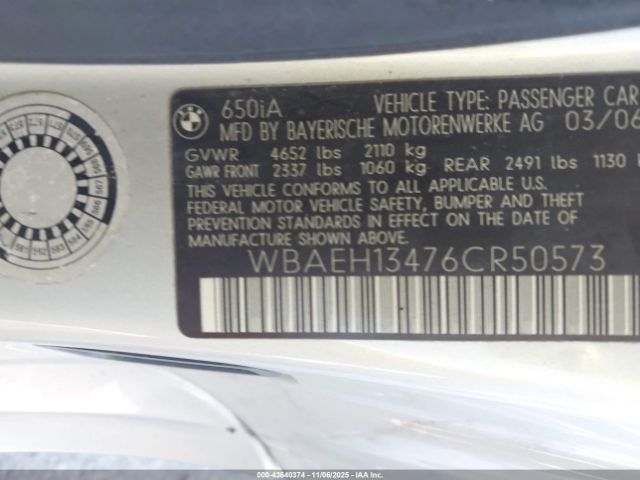 650iA VEHICLE TYPE: PASSENGER CAR
MFD BY BAYERISCHE MOTORENWERKE AG 03/06
GVWR 4652 lbs 2110 kg
GAWR FRONT 2337 lbs 1060 kg REAR 2491 lbs 1130
THIS VEHICLE CONFORMS TO ALL APPLICABLE U.S.
FEDERAL MOTOR VEHICLE SAFETY, BUMPER, AND THEFT
PREVENTION STANDARDS IN EFFECT ON THE DATE OF
MANUFACTURE SHOWN ABOVE.
WBAEH13476CR50573
© IAA - 43640374 - 11/06/2025 - IAAI.COM